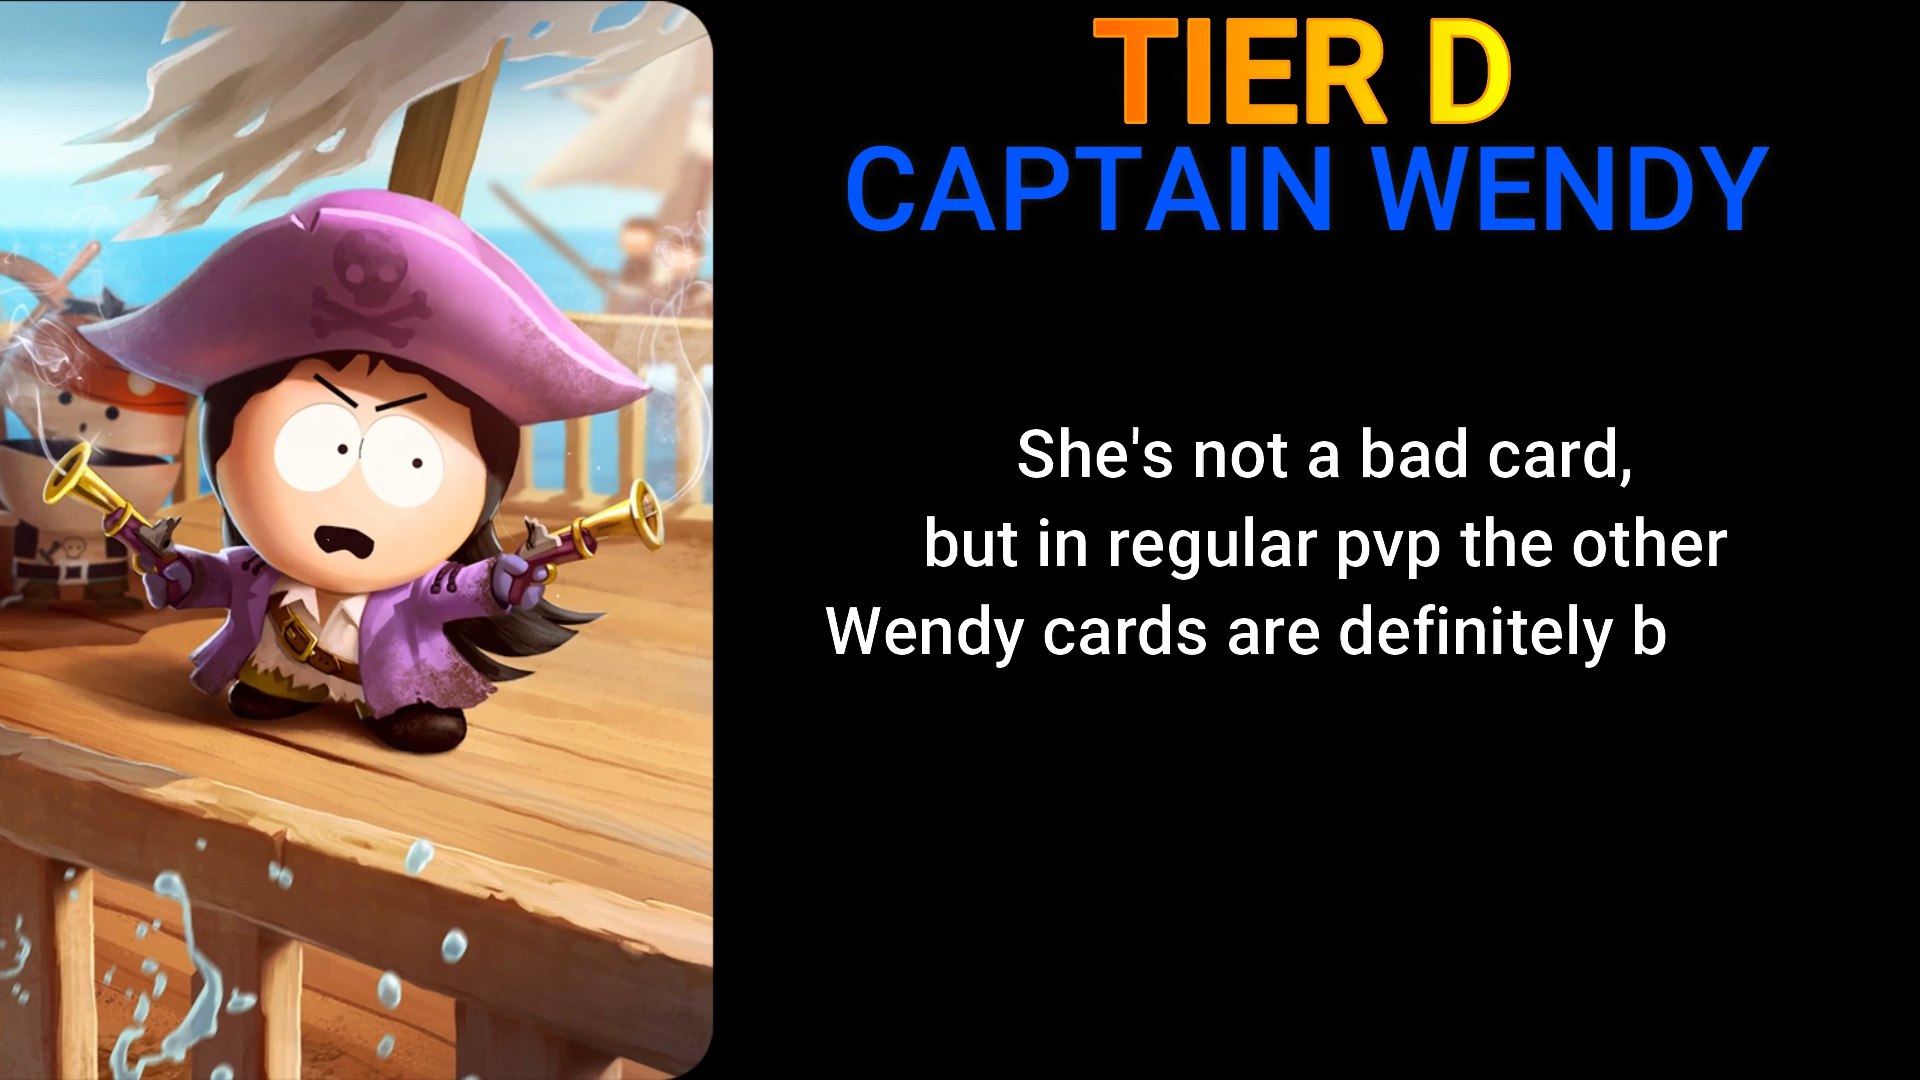 TIER D
CAPTAIN WENDY
She's not a bad card,
but in regular pvp the other
Wendy cards are definitely b